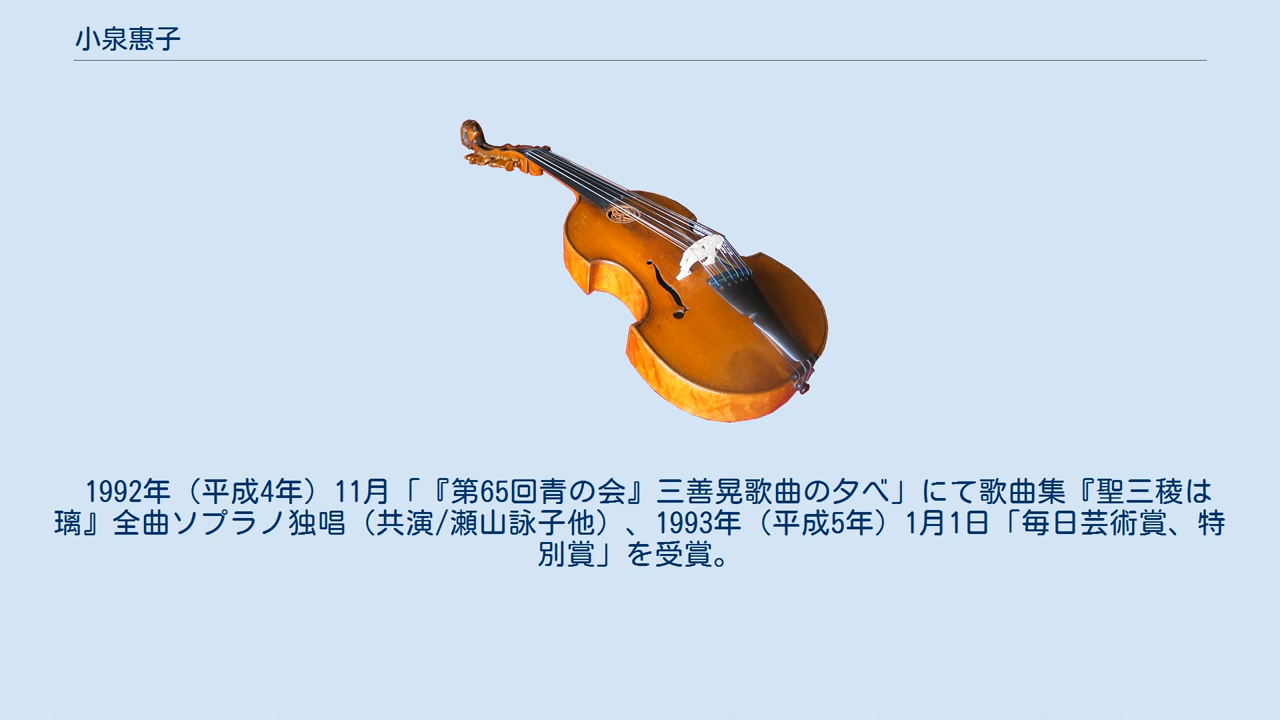 小泉惠子
1992年（平成4年）11月「『第65回青の会』三善晃歌曲の夕べ」にて歌曲集『聖三稜は
璃』全曲ソプラノ独唱（共演/瀬山詠子他）、1993年（平成5年）1月1日「毎日芸術賞、特
別賞」を受賞。